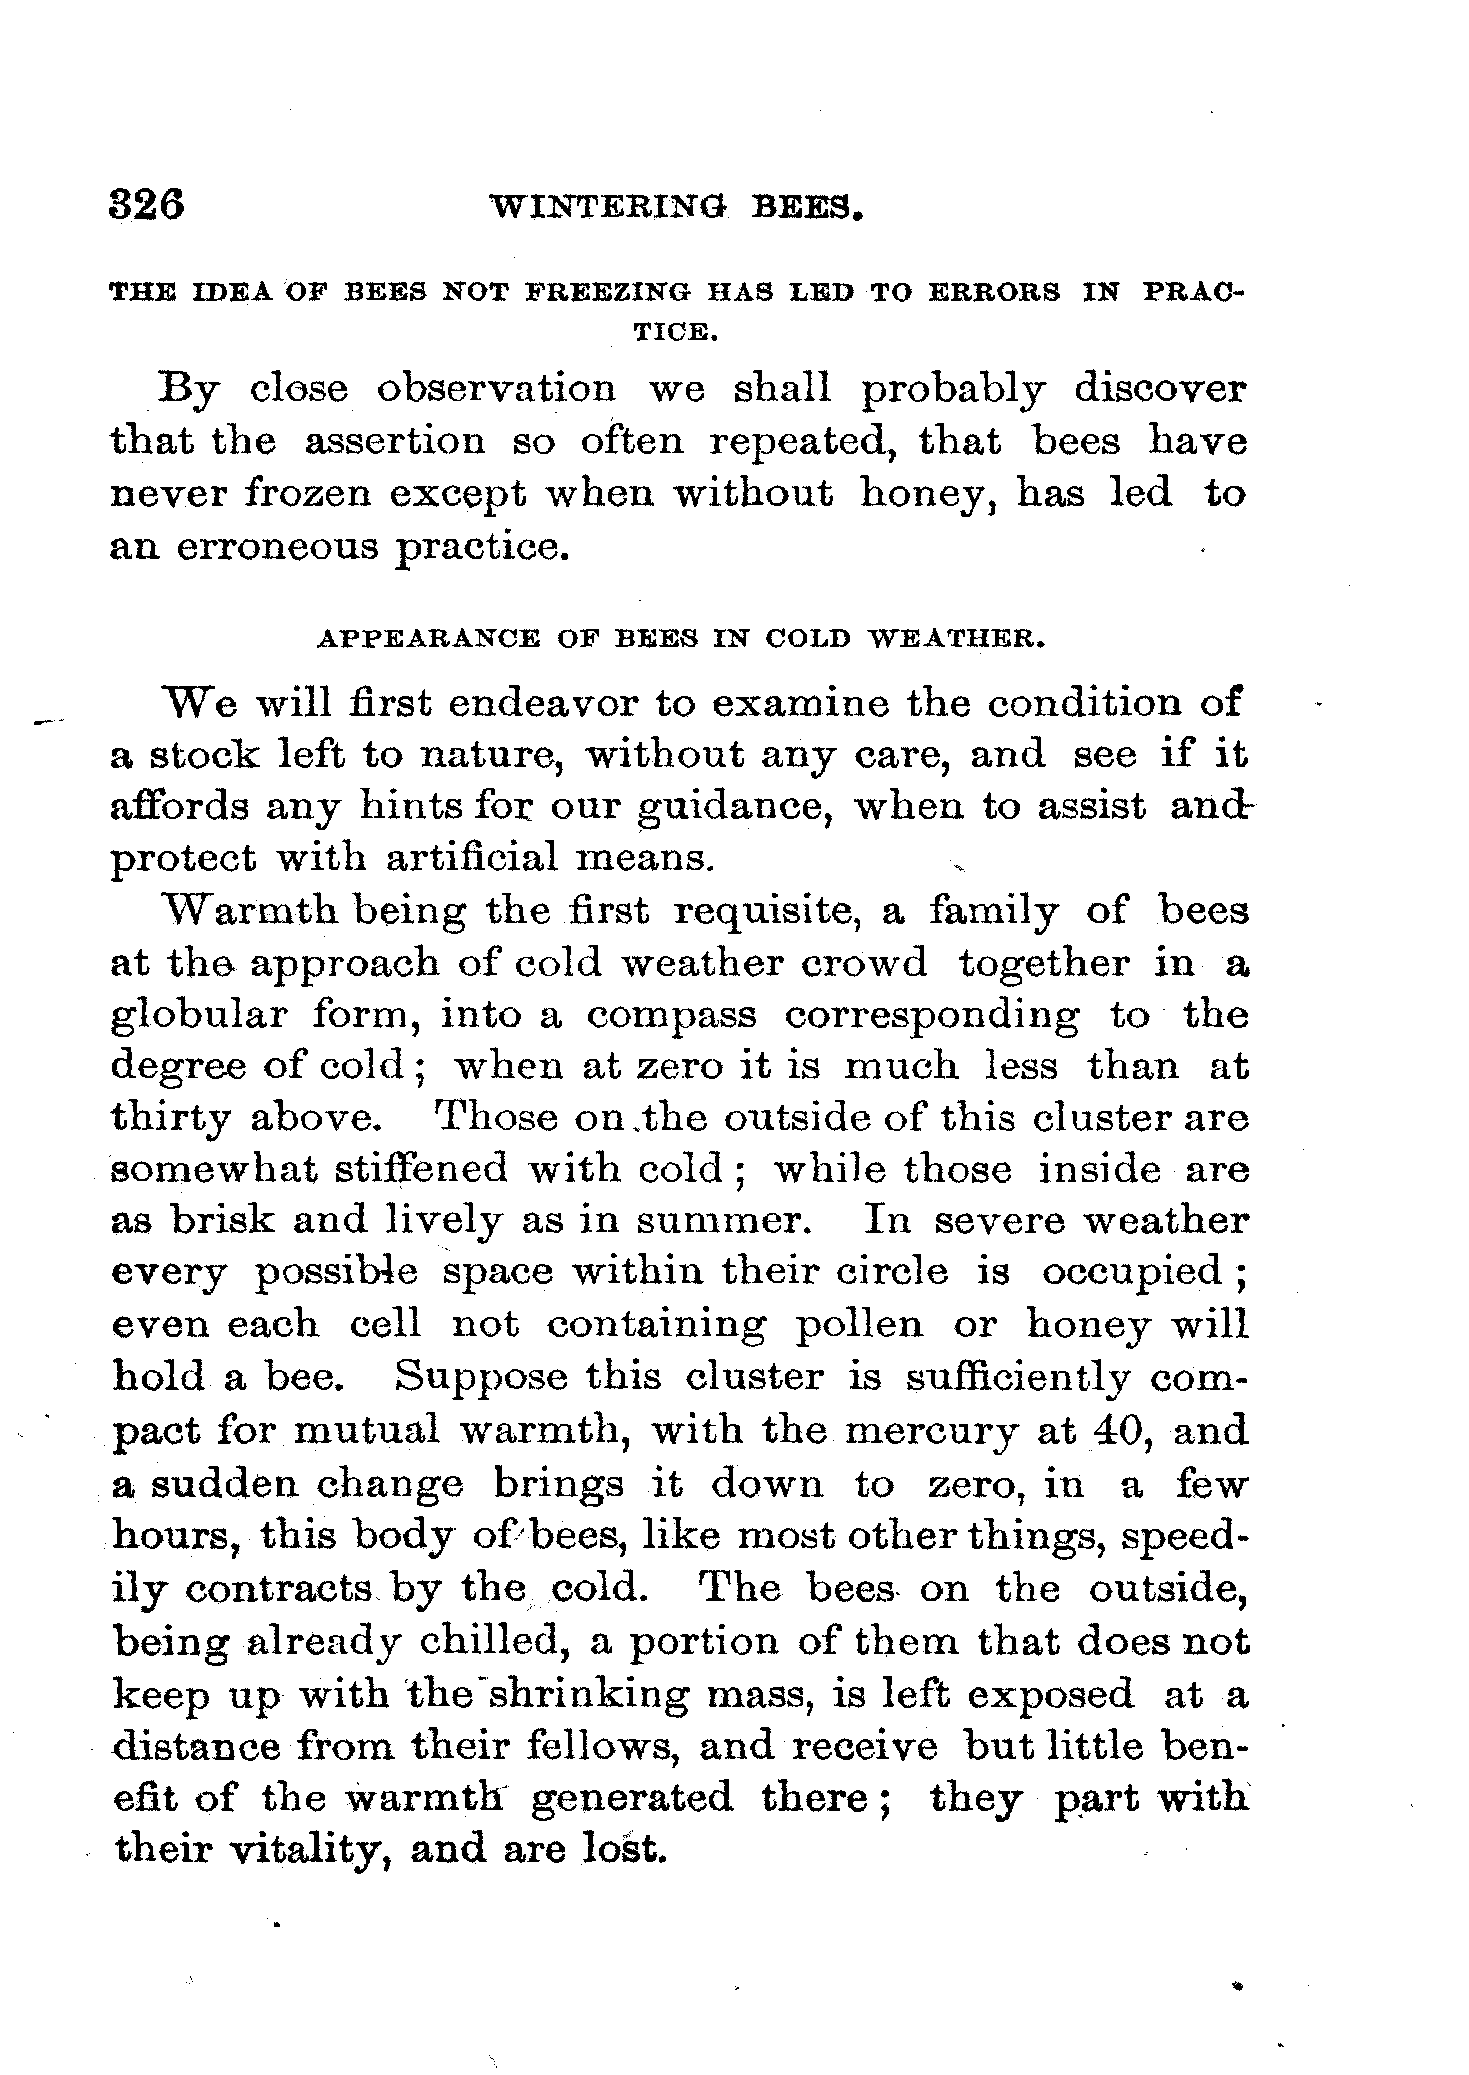 326 WINTERING BEES.
THE IDEA OF BEES NOT FREEZING HAS LED TO ERRORS IN PRAC-
TICE.
By close observation we shall probably discover
that the assertion so often repeated, that bees have
never frozen except when without honey, has led to
an erroneous practice.
APPEARANCE OF BEES IN COLD WEATHER.
We will first endeavor to examine the condition of
a stock left to nature, without any care, and see if it
affords any hints for our guidance, when to assist and
protect with artificial means.
Warmth being the first requisite, a family of bees
at the approach of cold weather crowd together in a
globular form, into a compass corresponding to the
degree of cold; when at zero it is much less than at
thirty above. Those on the outside of this cluster are
somewhat stiffened with cold; while those inside are
as brisk and lively as in summer. In severe weather
every possible space within their circle is occupied;
even each cell not containing pollen or honey will
hold a bee. Suppose this cluster is sufficiently com-
pact for mutual warmth, with the mercury at 40, and
a sudden change brings it down to zero, in a few
hours, this body of bees, like most other things, speed-
ily contracts by the cold. The bees on the outside,
being already chilled, a portion of them that does not
keep up with the shrinking mass, is left exposed at a
distance from their fellows, and receive but little ben-
efit of the warmth generated there; they part with
their vitality, and are lost.